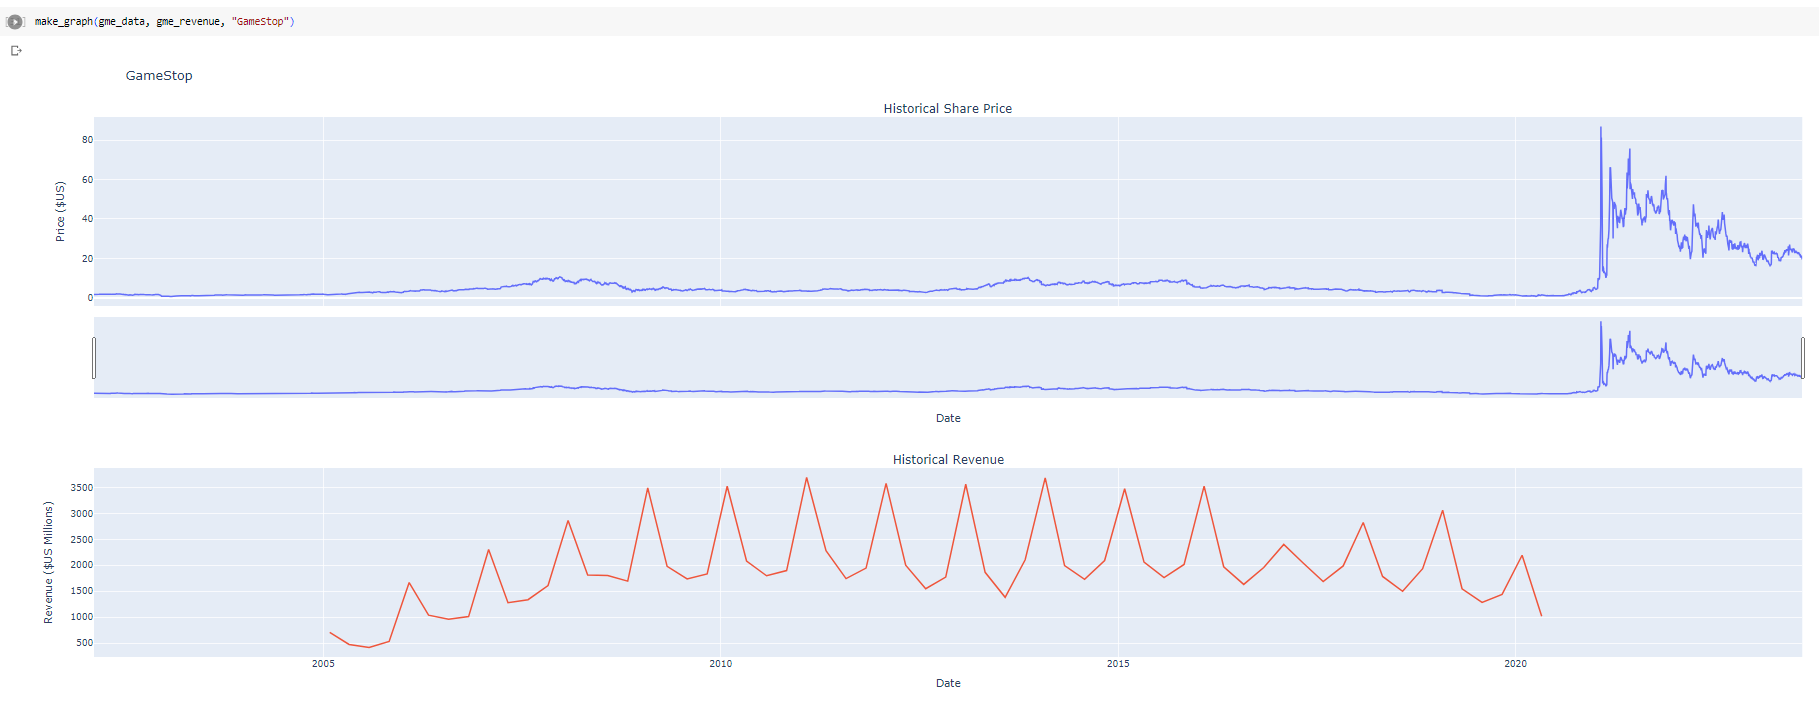 make_graph(gme_data, gme_revenue, "GameStop")
GameStop
Historical Share Price
80
60
40
20
0
Price ($US)
Date
Historical Revenue
3500
3000
2500
2000
1500
1000
500
Revenue ($US Millions)
2005 2010 2015 2020
Date